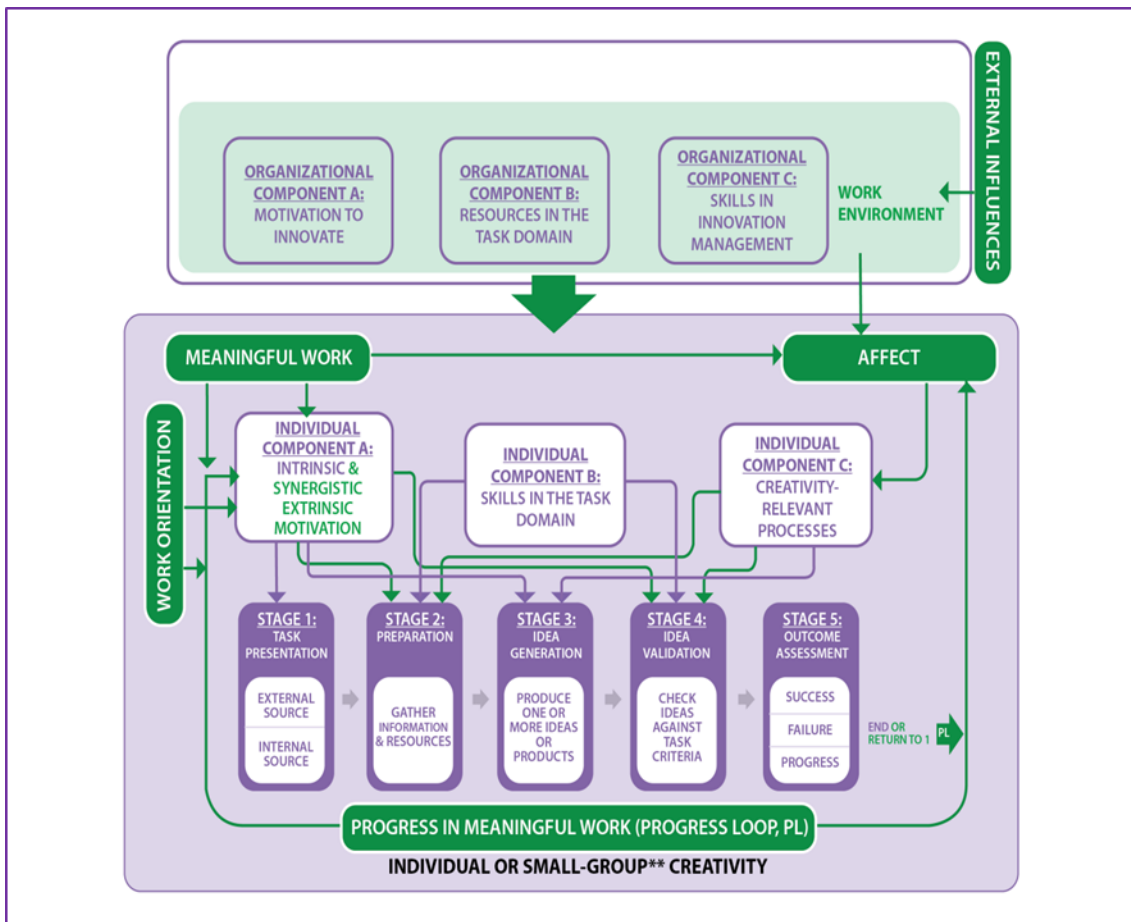 EXTERNAL INFLUENCES
ORGANIZATIONAL
COMPONENT A:
MOTIVATION TO
INNOVATE
ORGANIZATIONAL
COMPONENT B:
RESOURCES IN THE
TASK DOMAIN
ORGANIZATIONAL
COMPONENT C:
SKILLS IN
INNOVATION
MANAGEMENT
WORK
ENVIRONMENT
MEANINGFUL WORK
AFFECT
WORK ORIENTATION
INDIVIDUAL
COMPONENT A:
INTRINSIC &
SYNERGISTIC
EXTRINSIC
MOTIVATION
INDIVIDUAL
COMPONENT B:
SKILLS IN THE TASK
DOMAIN
INDIVIDUAL
COMPONENT C:
CREATIVITY-
RELEVANT
PROCESSES
STAGE 1:
TASK
PRESENTATION
EXTERNAL
SOURCE
INTERNAL
SOURCE
STAGE 2:
PREPARATION
GATHER
INFORMATION
& RESOURCES
STAGE 3:
IDEA
GENERATION
PRODUCE
ONE OR
MORE IDEAS
OR
PRODUCTS
STAGE 4:
IDEA
VALIDATION
CHECK
IDEAS
AGAINST
TASK
CRITERIA
STAGE 5:
OUTCOME
ASSESSMENT
SUCCESS
FAILURE
PROGRESS
END OR
RETURN TO 1
PL
PROGRESS IN MEANINGFUL WORK (PROGRESS LOOP, PL)
INDIVIDUAL OR SMALL-GROUP** CREATIVITY